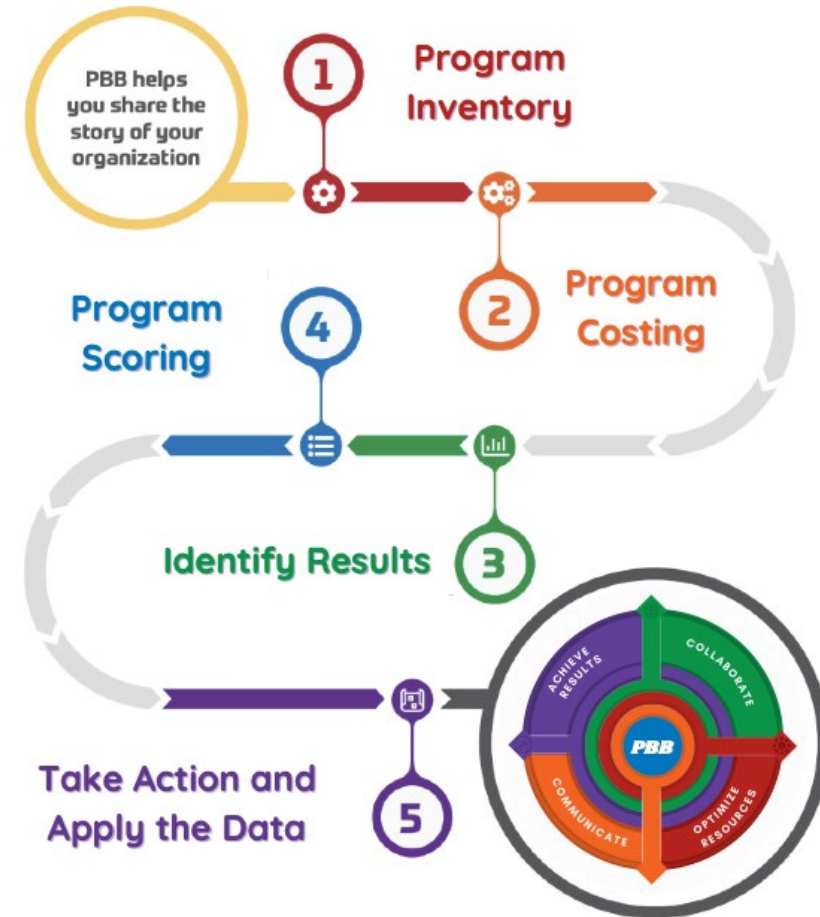 PBB helps
you share the
story of your
organization
1
Program
Inventory
2
Program
Costing
3
Identify Results
4
Program
Scoring
5
Take Action and
Apply the Data
ACHIEVE
RESULTS
COLLABORATE
PBB
COMMUNICATE
OPTIMIZE
RESOURCES